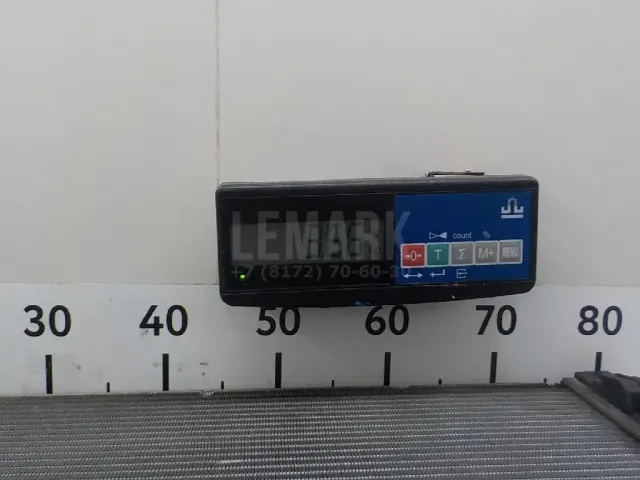 LEMARK
+7 (8172) 70-60-3
count %
→0← T Σ M+ MENU
30 40 50 60 70 80